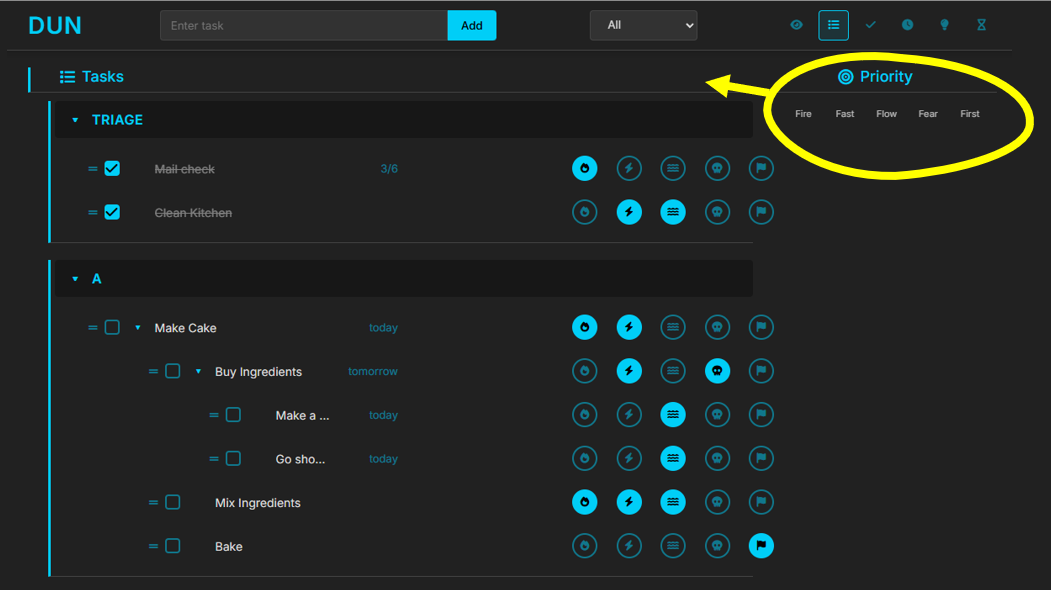 DUN Enter task Add All
Tasks Priority
Fire Fast Flow Fear First
TRIAGE
Mail check 3/6
Clean Kitchen
A
Make Cake today
Buy Ingredients tomorrow
Make a ... today
Go sho... today
Mix Ingredients
Bake